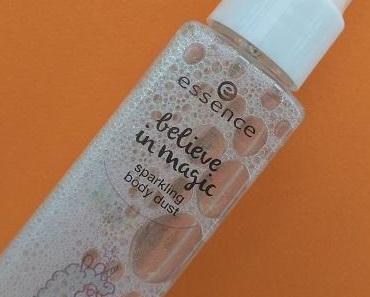 essence
believe
in magic
sparkling
body dust